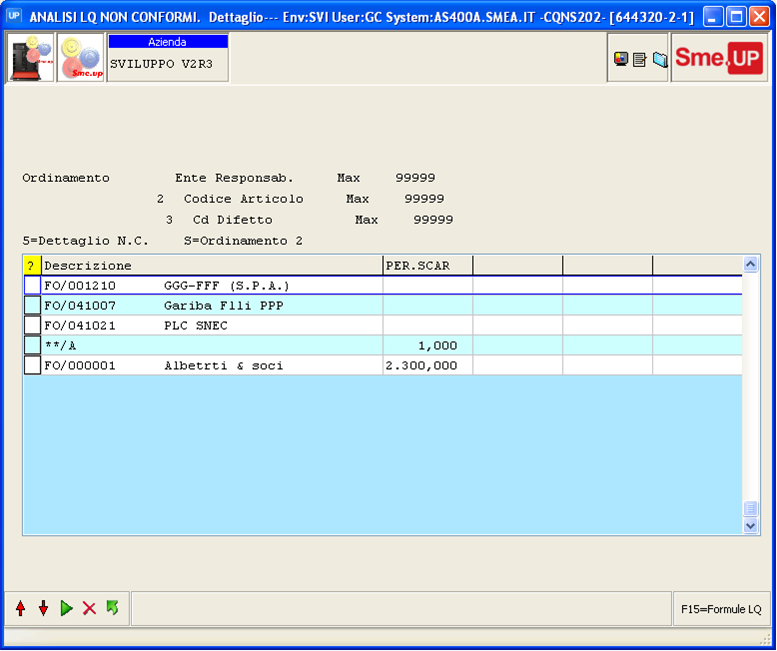 UP ANALISI LQ NON CONFORMI. Dettaglio--- Env:SVI User:GC System:AS400A.SMEA.IT -CQNS202- [644320-2-1]
Sme.up
Sme.up
Azienda
SVILUPPO V2R3
Sme.UP
Ordinamento Ente Responsab. Max 99999
2 Codice Articolo Max 99999
3 Cd Difetto Max 99999
5=Dettaglio N.C. S=Ordinamento 2
? Descrizione PER.SCAR
FO/001210 GGG-FFF (S.P.A.)
FO/041007 Gariba Flli PPP
FO/041021 PLC SNEC
**/A 1,000
FO/000001 Albetrti & soci 2.300,000
F15=Formule LQ